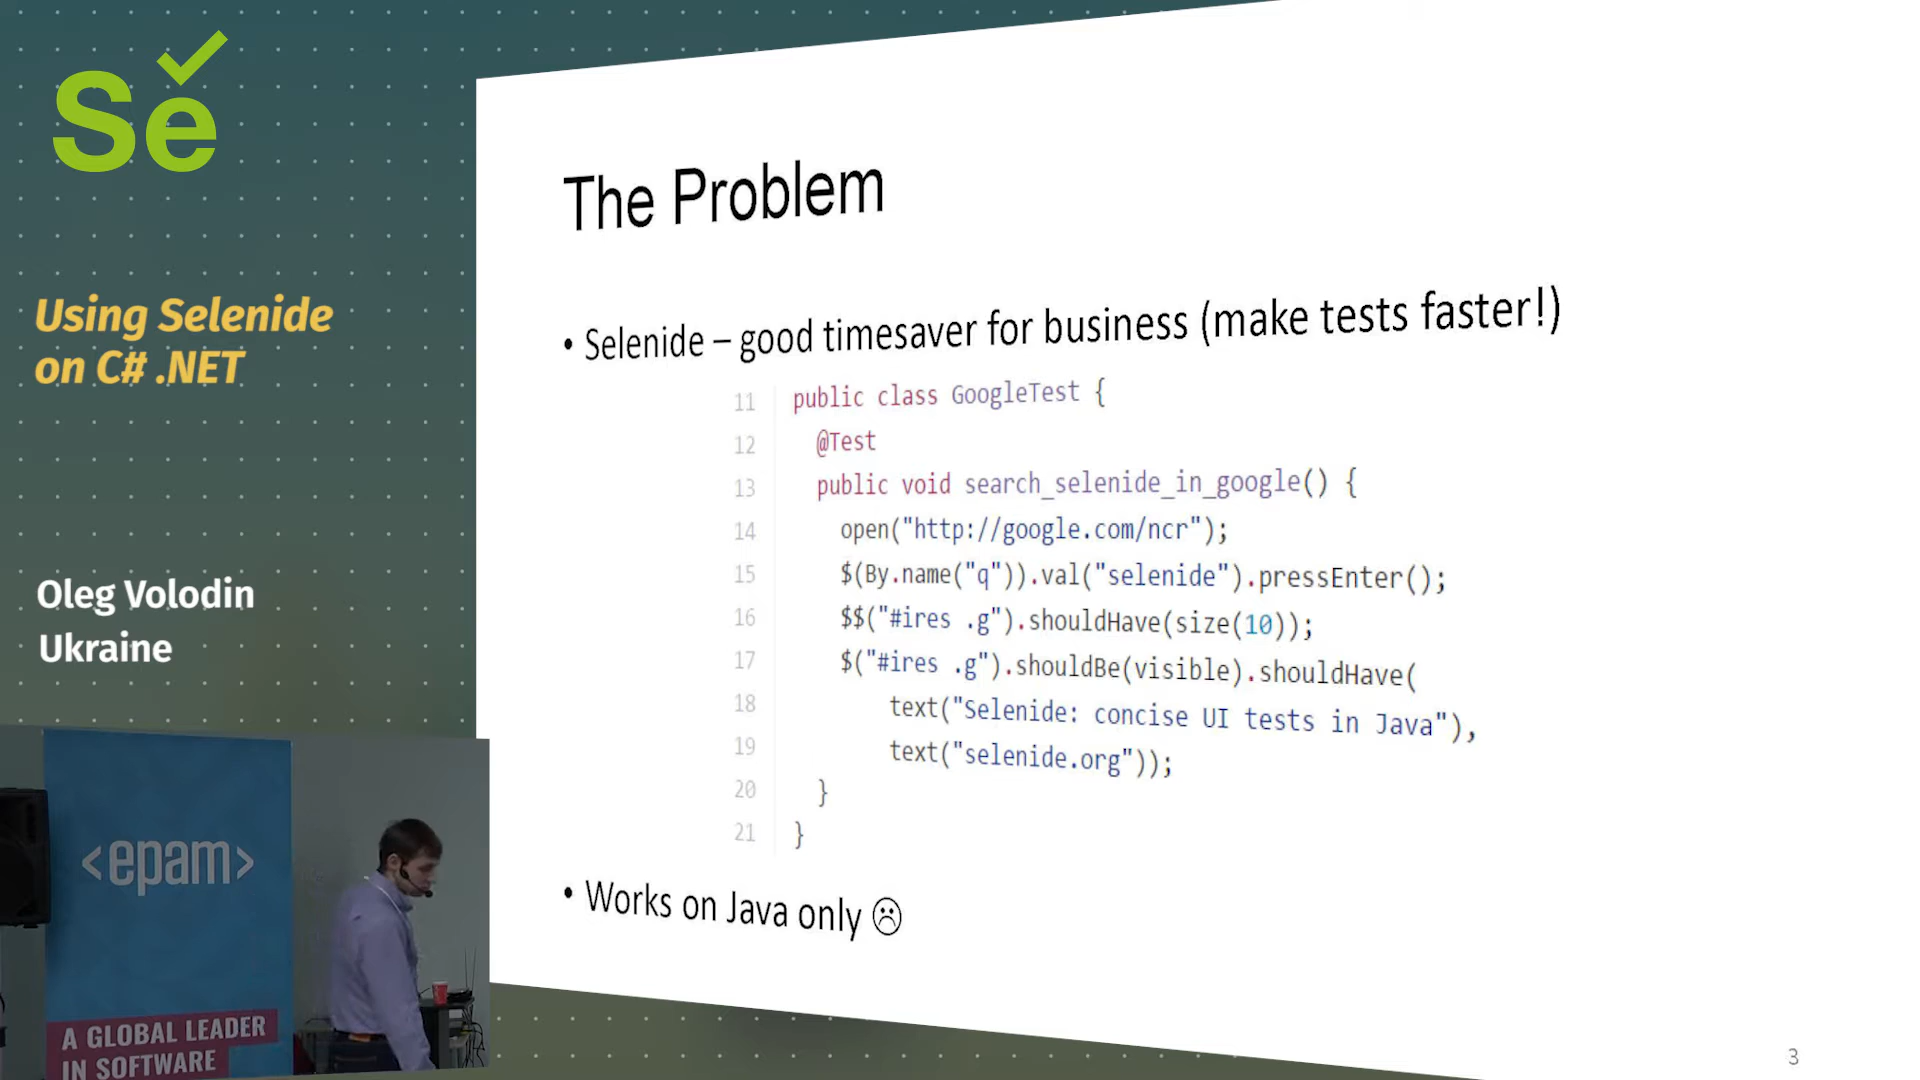 Se
Using Selenide
on C# .NET
Oleg Volodin
Ukraine
<epam>
A GLOBAL LEADER
IN SOFTWARE
The Problem
• Selenide – good timesaver for business (make tests faster!)
11 public class GoogleTest {
12 @Test
13 public void search_selenide_in_google() {
14 open("http://google.com/ncr");
15 $(By.name("q")).val("selenide").pressEnter();
16 $$("#ires .g").shouldHave(size(10));
17 $("#ires .g").shouldBe(visible).shouldHave(
18 text("Selenide: concise UI tests in Java"),
19 text("selenide.org"));
20 }
21 }
• Works on Java only ☹
3